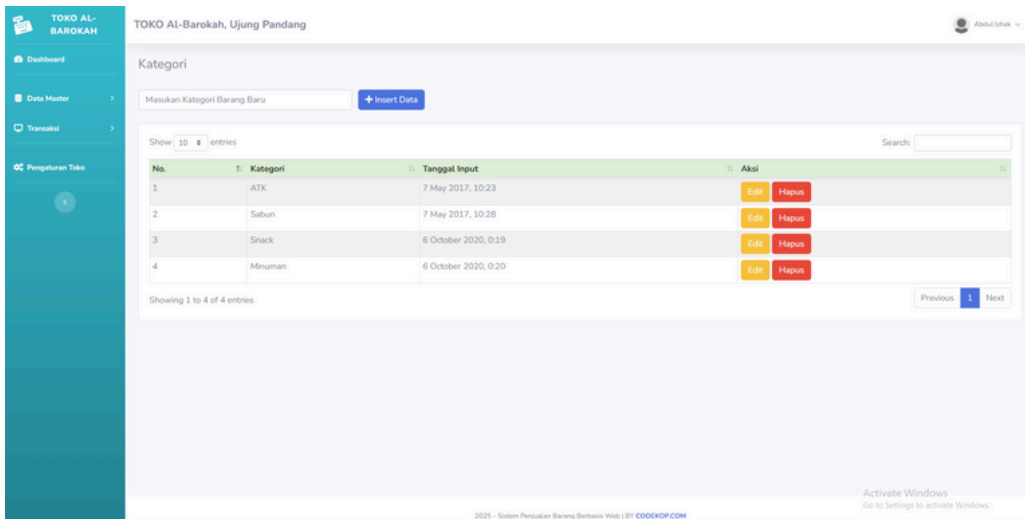 TOKO AL-
BAROKAH
TOKO Al-Barokah, Ujung Pandang
Abdul Ishak
Dashboard
Data Master
Transaksi
Pengaturan Toko
Kategori
Masukan Kategori Barang Baru
+ Insert Data
Show 10 entries
Search:
No. Kategori Tanggal Input Aksi
1 ATK 7 May 2017, 10:23 Edit Hapus
2 Sabun 7 May 2017, 10:28 Edit Hapus
3 Snack 6 October 2020, 0:19 Edit Hapus
4 Minuman 6 October 2020, 0:20 Edit Hapus
Showing 1 to 4 of 4 entries
Previous 1 Next
Activate Windows
Go to Settings to activate Windows.
2025 - Sistem Penjualan Barang Berbasis Web | BY CODEKOP.COM